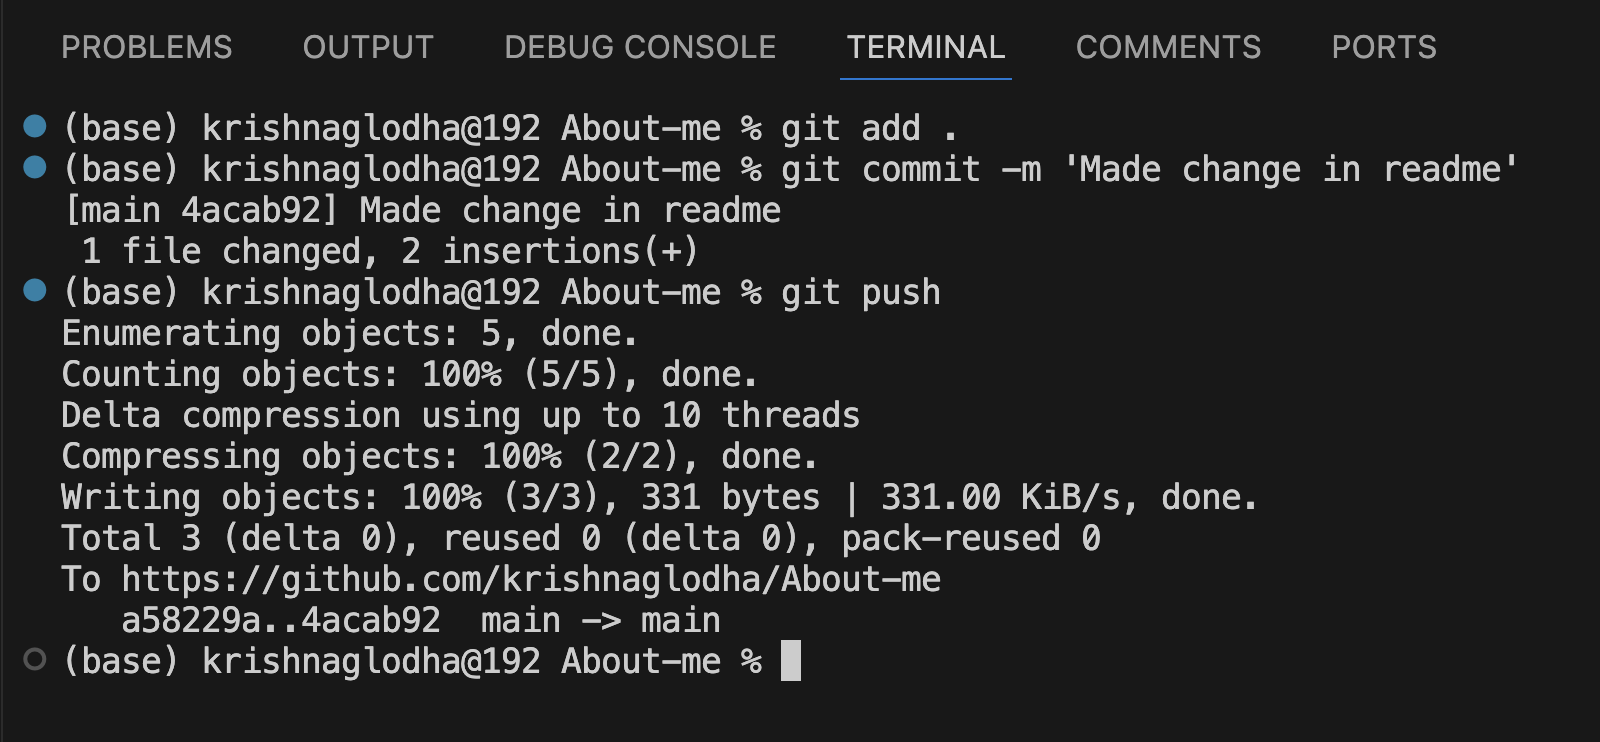 PROBLEMS OUTPUT DEBUG CONSOLE TERMINAL COMMENTS PORTS
(base) krishnaglodha@192 About-me % git add .
(base) krishnaglodha@192 About-me % git commit -m 'Made change in readme'
[main 4acab92] Made change in readme
 1 file changed, 2 insertions(+)
(base) krishnaglodha@192 About-me % git push
Enumerating objects: 5, done.
Counting objects: 100% (5/5), done.
Delta compression using up to 10 threads
Compressing objects: 100% (2/2), done.
Writing objects: 100% (3/3), 331 bytes | 331.00 KiB/s, done.
Total 3 (delta 0), reused 0 (delta 0), pack-reused 0
To https://github.com/krishnaglodha/About-me
   a58229a..4acab92  main -> main
(base) krishnaglodha@192 About-me %